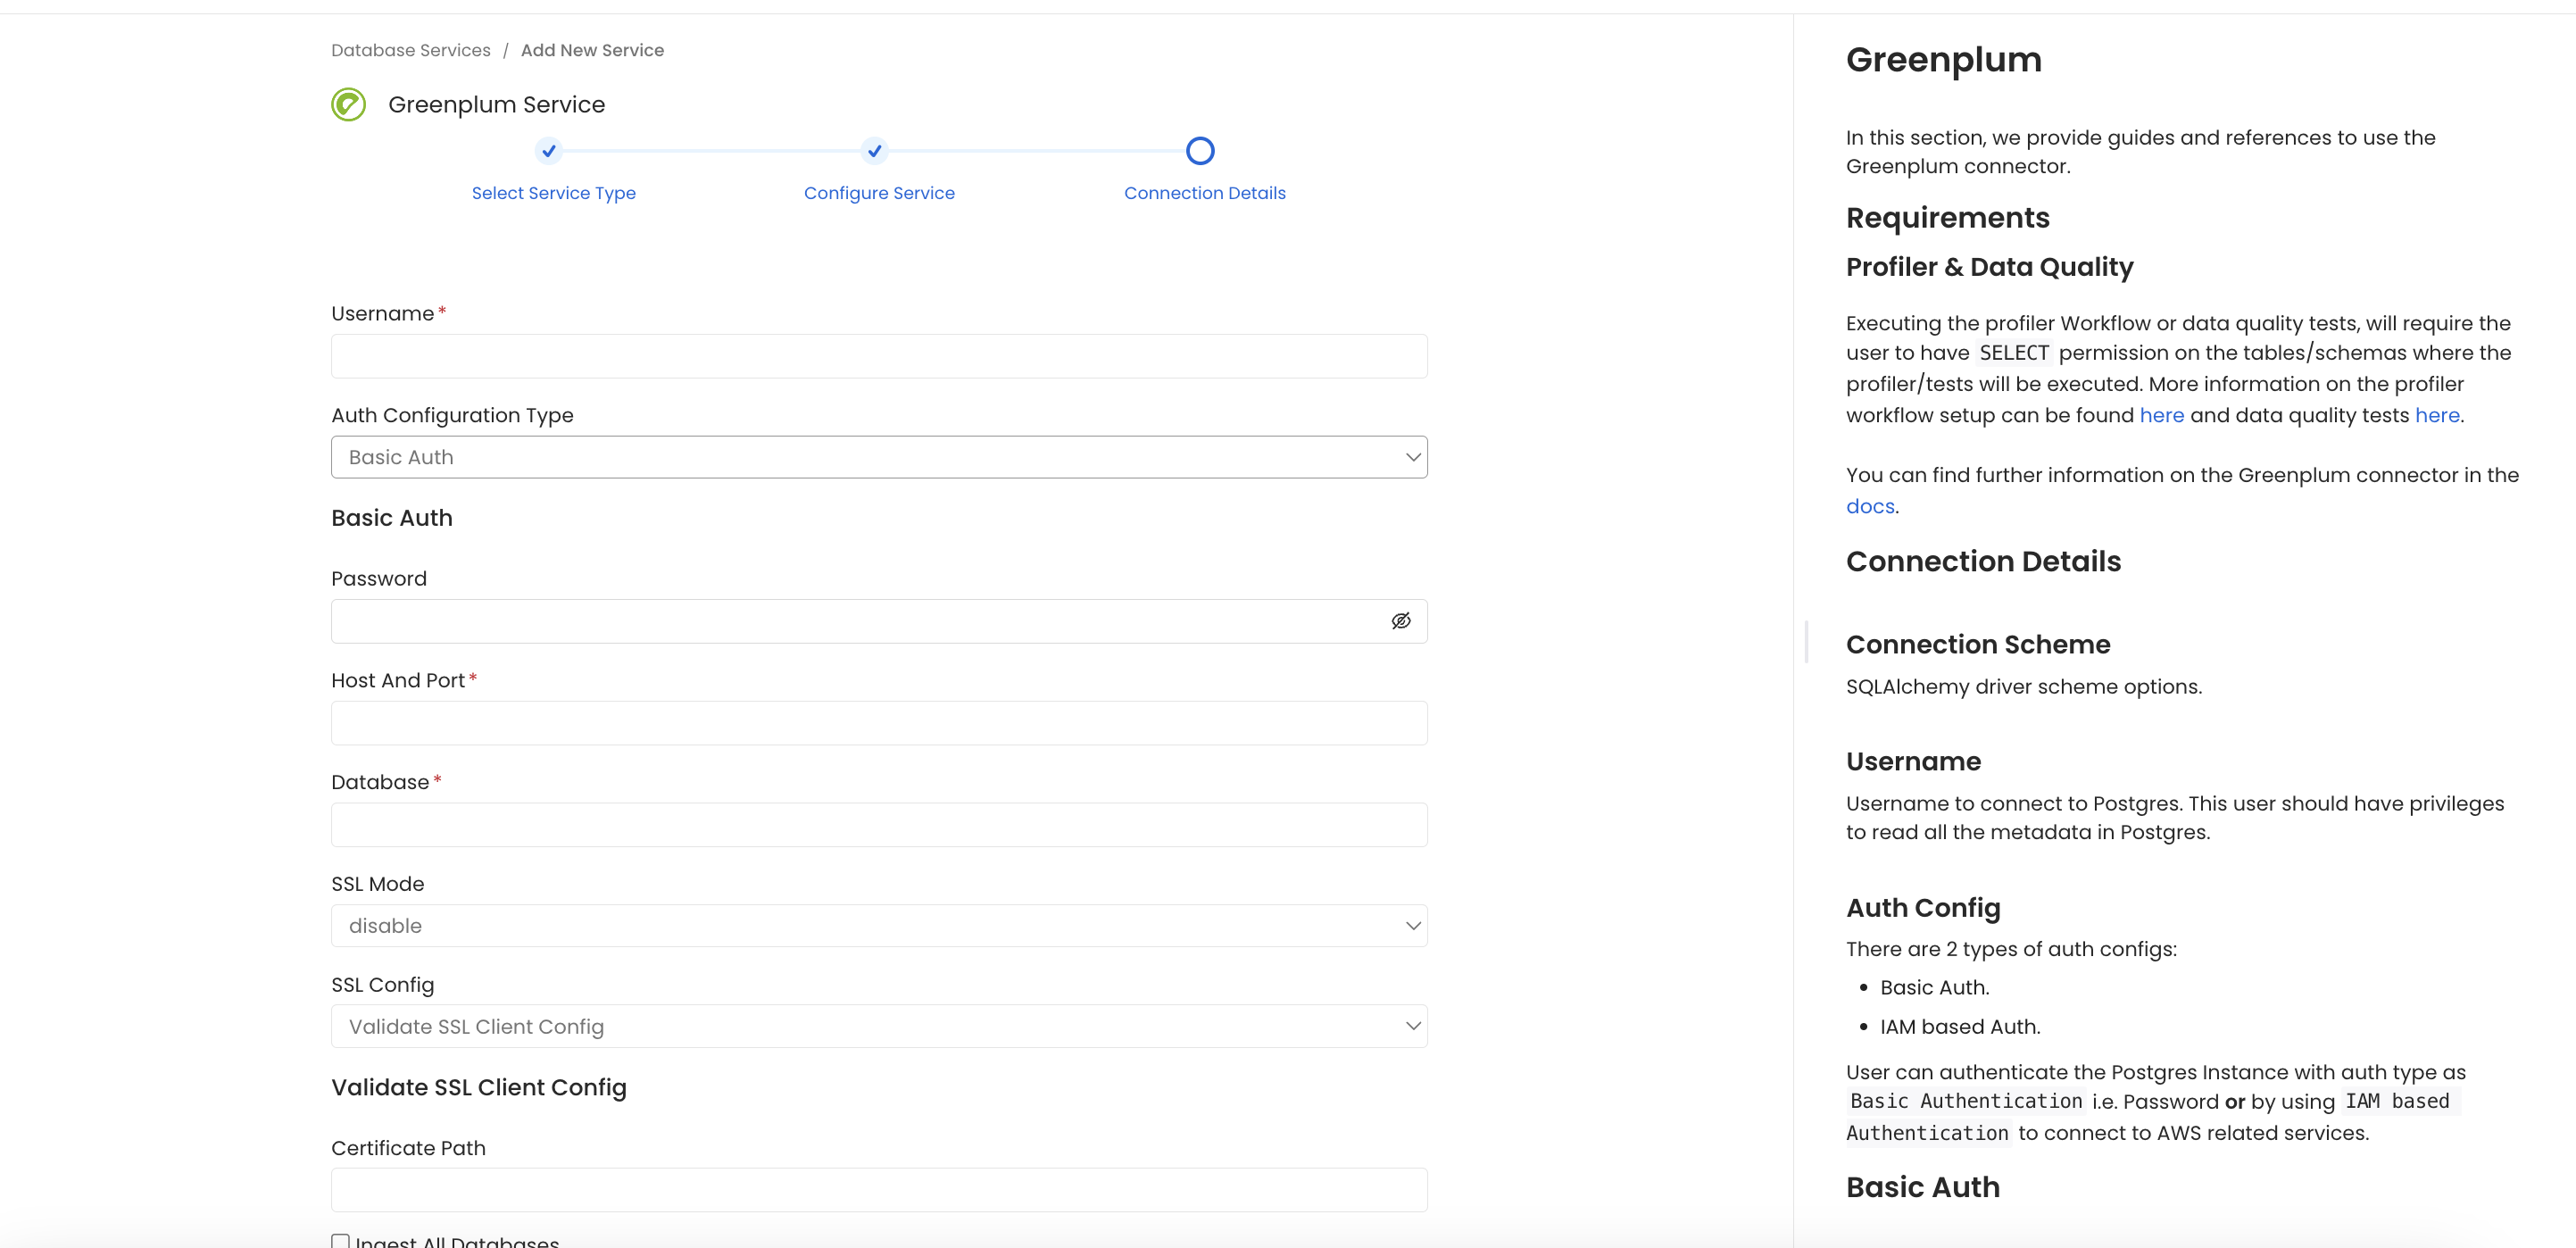 Database Services / Add New Service
Greenplum Service
Select Service Type
Configure Service
Connection Details
Username*
Auth Configuration Type
Basic Auth
Basic Auth
Password
Host And Port*
Database*
SSL Mode
disable
SSL Config
Validate SSL Client Config
Validate SSL Client Config
Certificate Path
Ingest All Databases
Greenplum
In this section, we provide guides and references to use the
Greenplum connector.
Requirements
Profiler & Data Quality
Executing the profiler Workflow or data quality tests, will require the
user to have SELECT permission on the tables/schemas where the
profiler/tests will be executed. More information on the profiler
workflow setup can be found here and data quality tests here.
You can find further information on the Greenplum connector in the
docs.
Connection Details
Connection Scheme
SQLAlchemy driver scheme options.
Username
Username to connect to Postgres. This user should have privileges
to read all the metadata in Postgres.
Auth Config
There are 2 types of auth configs:
• Basic Auth.
• IAM based Auth.
User can authenticate the Postgres Instance with auth type as
Basic Authentication i.e. Password or by using IAM based
Authentication to connect to AWS related services.
Basic Auth